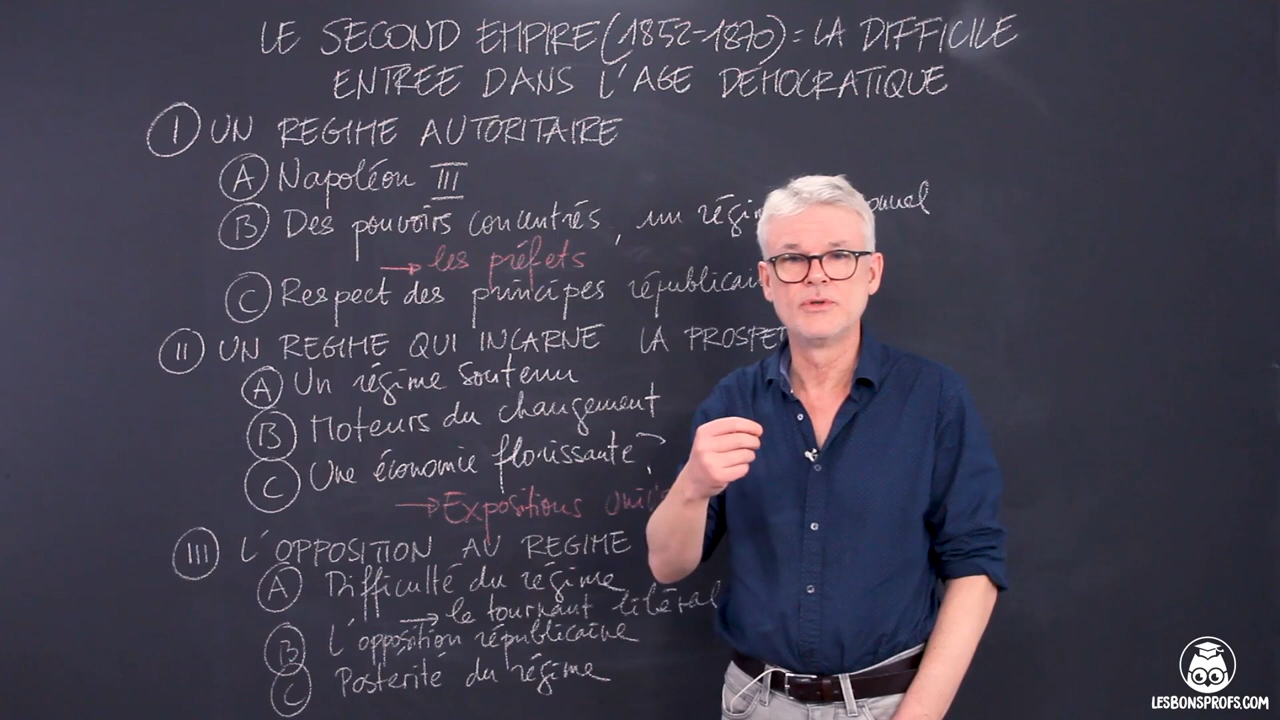 LE SECOND EMPIRE (1852-1870) = LA DIFFICILE
ENTREE DANS L'AGE DEMOCRATIQUE
I UN REGIME AUTORITAIRE
A Napoléon III
B Des pouvoirs concentrés, un
→ les préfets
C Respect des principes
II UN REGIME QUI INCARNE LA
A Un régime soutenu
B Moteurs du changement
C Une économie florissante?
→ Expositions
III L'OPPOSITION AU REGIME
A Difficulté du régime
→ le tournant libéral
B L'opposition républicaine
C Postérité du régime
LESBONSPROFS.COM